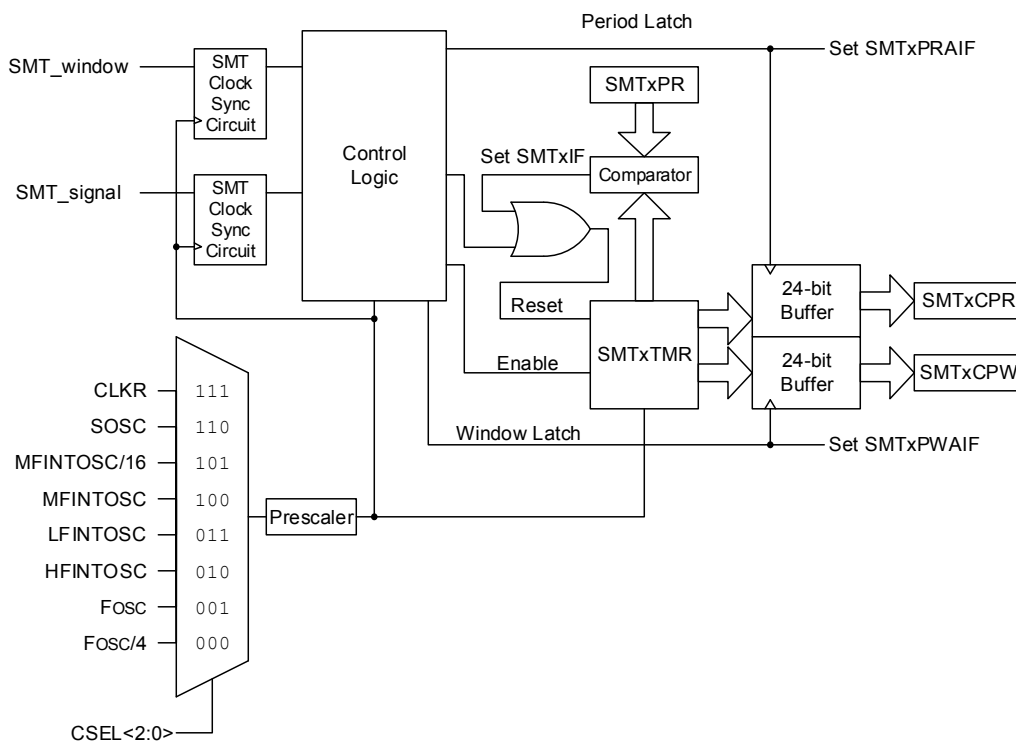 Period Latch
Set SMTxPRAIF
SMT_window
SMT
Clock
Sync
Circuit
SMTxPR
Control
Logic
Set SMTxIF
Comparator
SMT_signal
SMT
Clock
Sync
Circuit
24-bit
Buffer
SMTxCPR
Reset
SMTxTMR
Enable
24-bit
Buffer
SMTxCPW
Window Latch
Set SMTxPWAIF
CLKR 111
SOSC 110
MFINTOSC/16 101
MFINTOSC 100
Prescaler
LFINTOSC 011
HFINTOSC 010
FOSC 001
FOSC/4 000
CSEL<2:0>